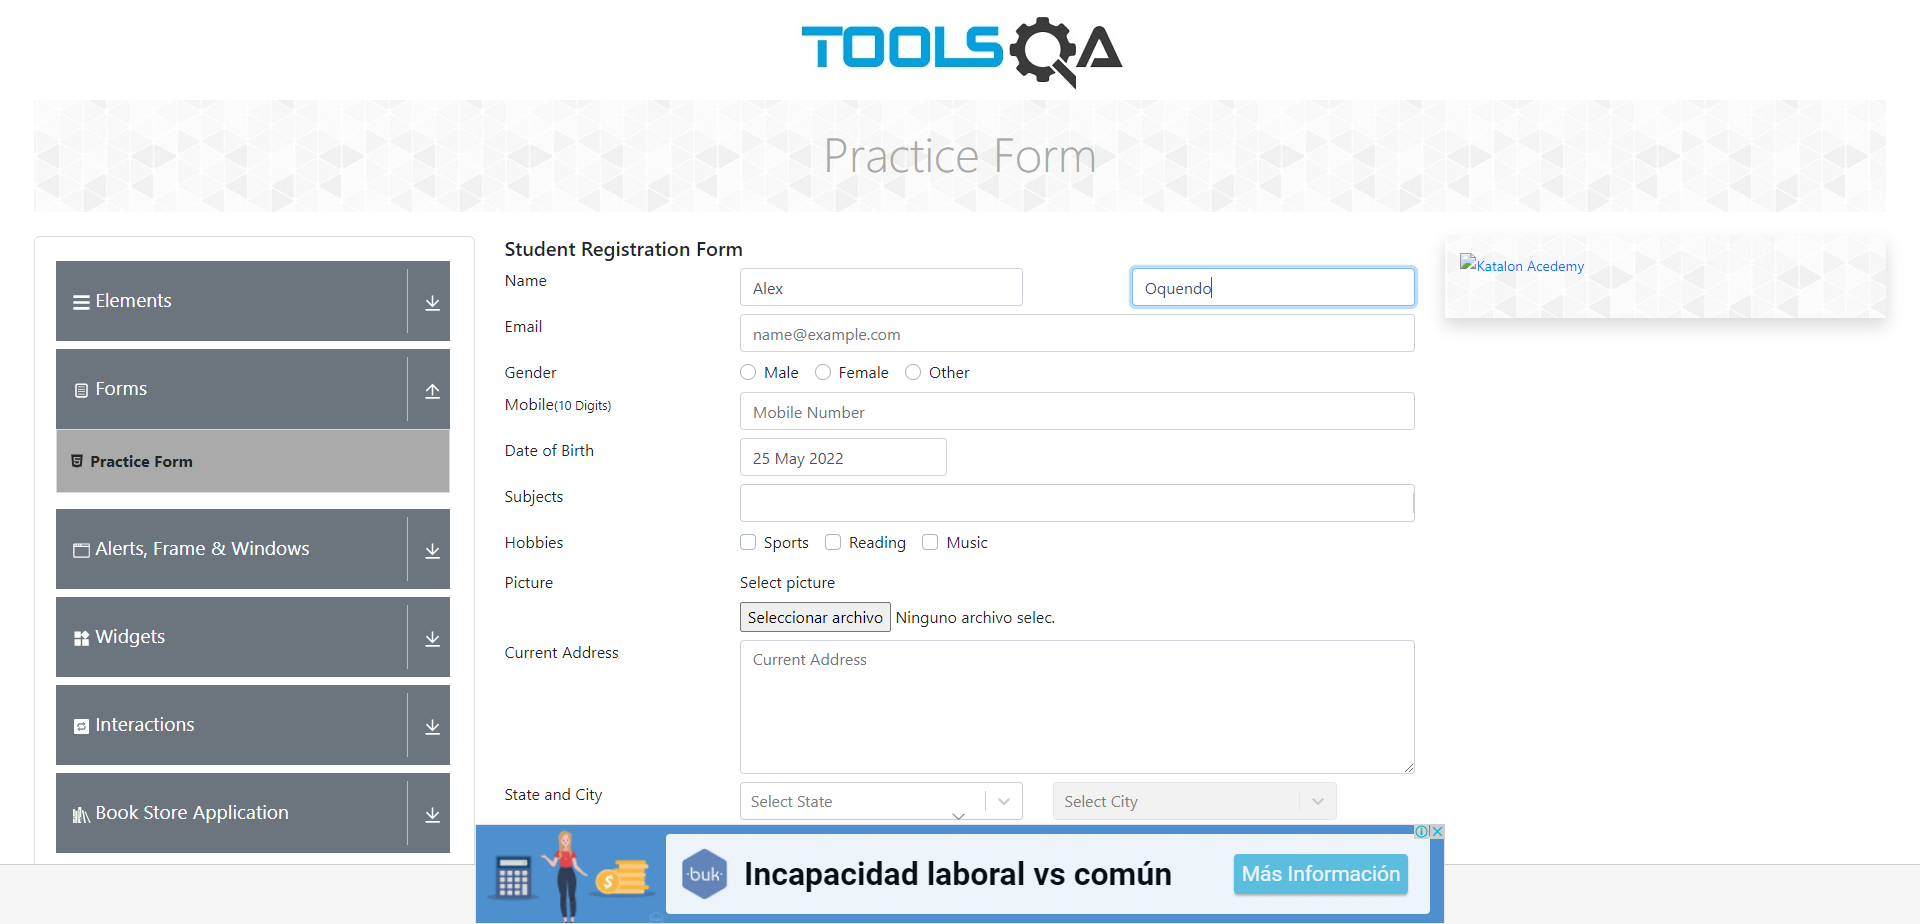 TOOLSQA
Practice Form
Elements
Forms
Practice Form
Alerts, Frame & Windows
Widgets
Interactions
Book Store Application
Student Registration Form
Name
Alex
Oquendo
Email
name@example.com
Gender
Male
Female
Other
Mobile(10 Digits)
Mobile Number
Date of Birth
25 May 2022
Subjects
Hobbies
Sports
Reading
Music
Picture
Select picture
Seleccionar archivo Ninguno archivo selec.
Current Address
Current Address
State and City
Select State
Select City
Katalon Acedemy
·buk·
Incapacidad laboral vs común
Más Información